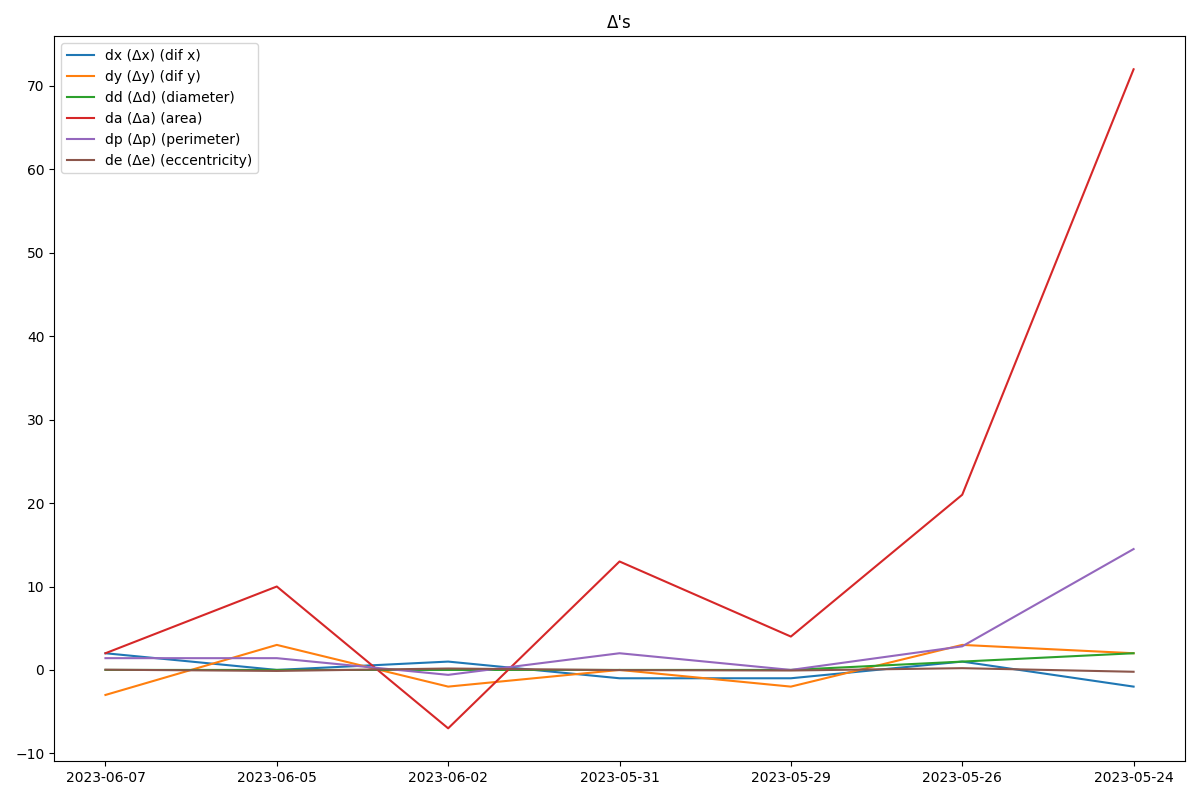 Δ's
dx (Δx) (dif x)
dy (Δy) (dif y)
dd (Δd) (diameter)
da (Δa) (area)
dp (Δp) (perimeter)
de (Δe) (eccentricity)
70
60
50
40
30
20
10
0
−10
2023-06-07 2023-06-05 2023-06-02 2023-05-31 2023-05-29 2023-05-26 2023-05-24